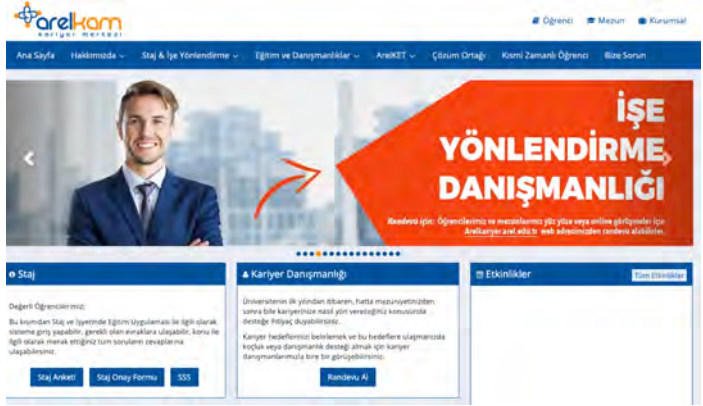 arelkam
kariyer merkezi
Öğrenci Mezun Kurumsal
Ana Sayfa Hakkımızda Staj & İşe Yönlendirme Eğitim ve Danışmanlıklar ArelKET Çözüm Ortağı Kısmi Zamanlı Öğrenci Bize Sorun
İŞE
YÖNLENDİRME
DANIŞMANLIĞI
Randevu için: Öğrencilerimiz ve mezunlarımız yüz yüze veya online görüşmeler için
Arelkariyer.arel.edu.tr web adresimizden randevu alabilirler.
Staj
Değerli Öğrencilerimiz;
Bu kısımdan Staj ve İşyerinde Eğitim Uygulaması ile ilgili olarak
sisteme giriş yapabilir, gerekli olan evraklara ulaşabilir, konu ile
ilgili olarak merak ettiğiniz tüm soruların cevaplarına
ulaşabilirsiniz.
Staj Anketi Staj Onay Formu SSS
Kariyer Danışmanlığı
Üniversitenin ilk yılından itibaren, hatta mezuniyetinizden
sonra bile kariyerinize nasıl yön vereceğiniz konusunda
desteğe ihtiyaç duyabilirsiniz.
Kariyer hedeflerinizi belirlemek ve bu hedeflere ulaşmanızda
koçluk veya danışmanlık desteği almak için kariyer
danışmanlarımızla bire bir görüşebilirsiniz.
Randevu Al
Etkinlikler
Tüm Etkinlikler